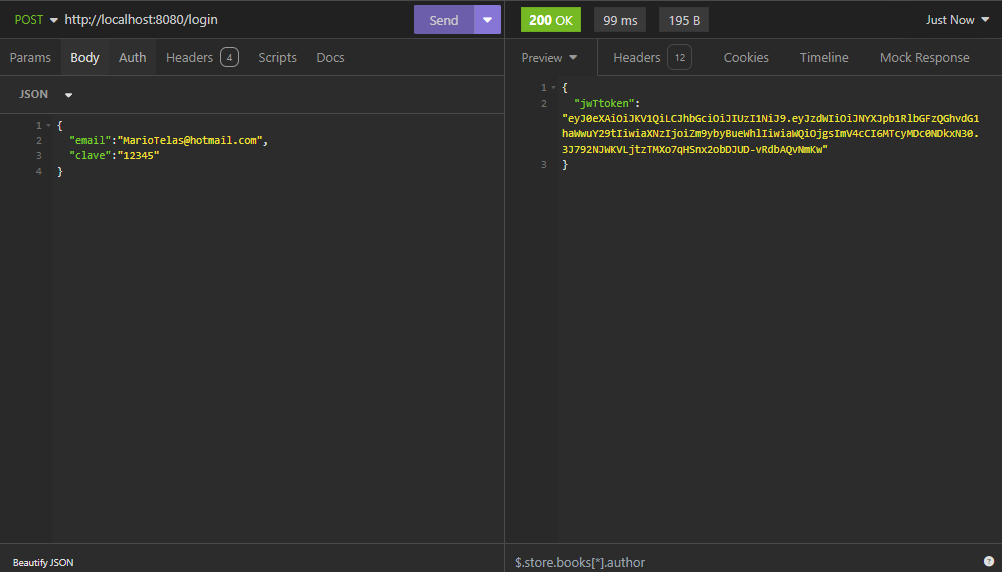 POST http://localhost:8080/login Send 200 OK 99 ms 195 B Just Now
Params Body Auth Headers 4 Scripts Docs Preview Headers 12 Cookies Timeline Mock Response
JSON
1 {
2 "email":"MarioTelas@hotmail.com",
3 "clave":"12345"
4 }
1 {
2 "jwTtoken":
"eyJ0eXAiOiJKV1QiLCJhbGciOiJIUzI1NiJ9.eyJzdWIiOiJNYXJpb1RlbGFzQGhvdG1
haWwuY29tIiwiaXNzIjoiZm9ybyBueWhlIiwiaWQiOjgsImV4cCI6MTcyMDc0NDkxN30.
3J792NJWKVLjtzTMXo7qHSnx2obDJUD-vRdbAQvNmKw"
3 }
Beautify JSON
$.store.books[*].author
?